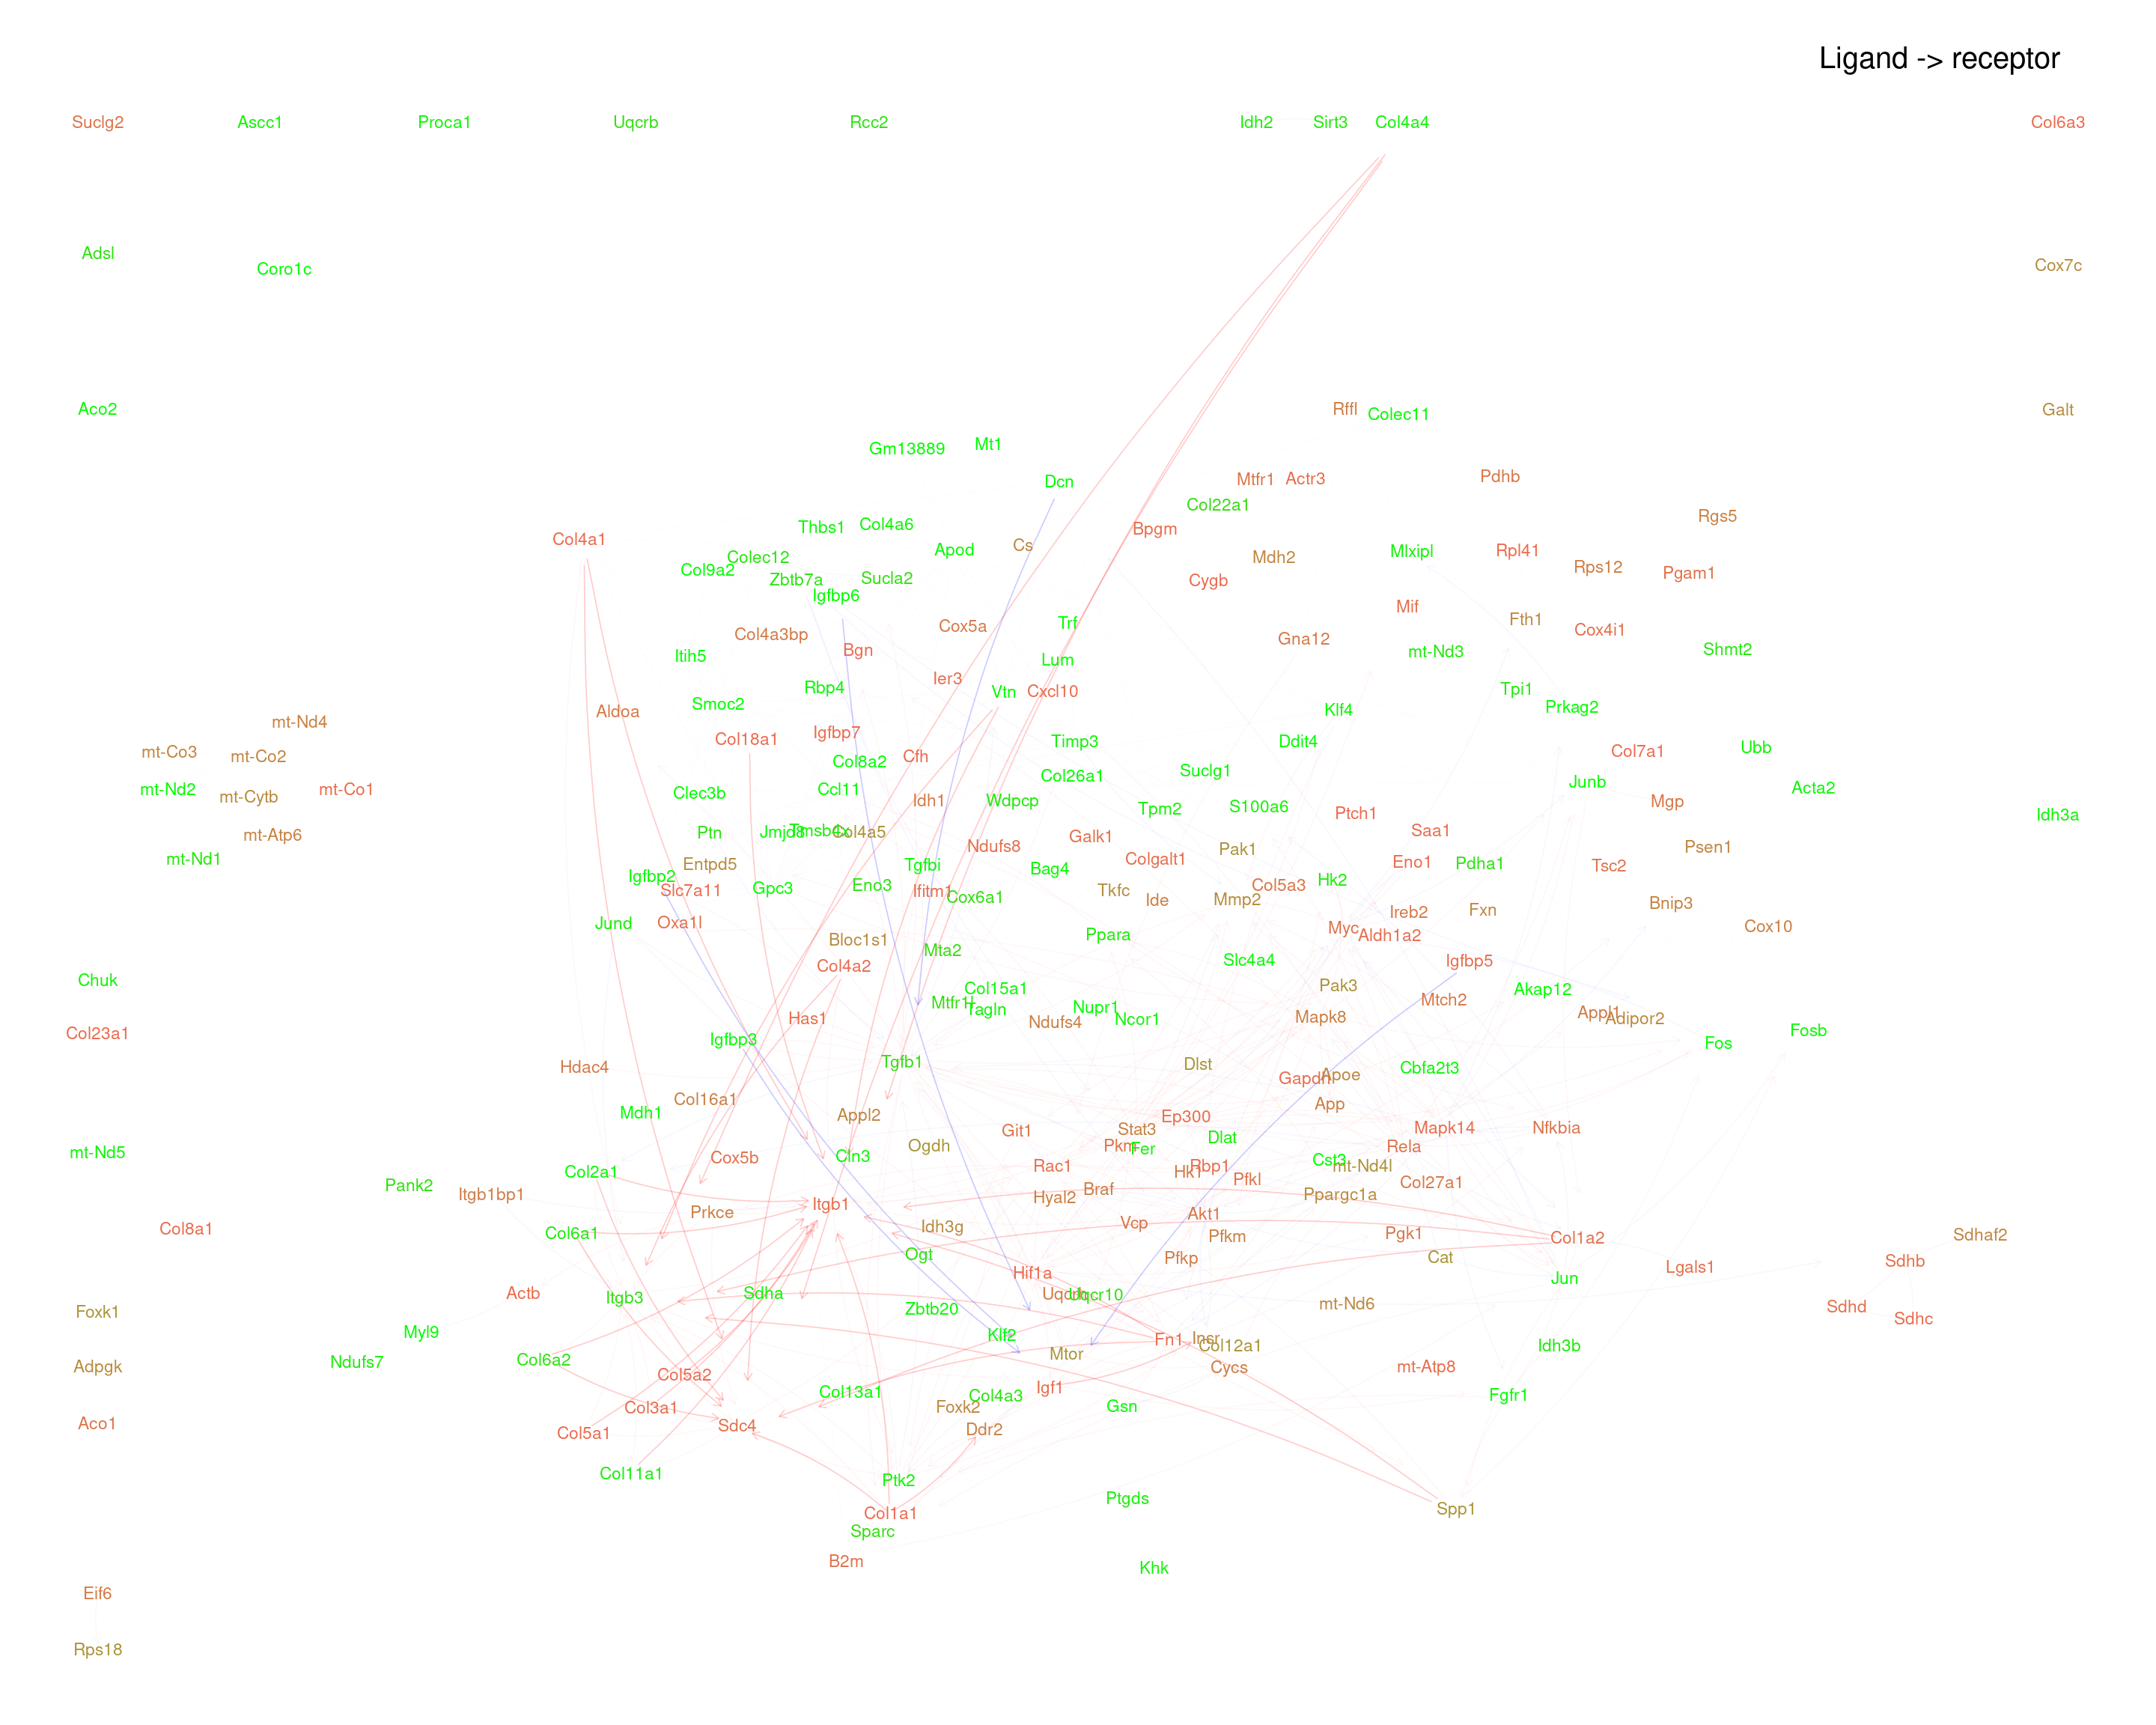 Ligand -> receptor
Suclg2 Ascc1 Proca1 Uqcrb Rcc2 Idh2 Sirt3 Col4a4 Col6a3
Adsl Coro1c Cox7c
Aco2 Rffl Colec11 Galt
Gm13889 Mt1
Dcn Mtfr1 Actr3 Pdhb
Col22a1 Rgs5
Col4a1 Thbs1 Col4a6 Bpgm
Colec12 Apod Cs Mdh2 Mlxipl Rpl41
Col9a2 Zbtb7a Sucla2 Cygb Rps12 Pgam1
Igfbp6 Mif
Col4a3bp Cox5a Trf Gna12 Fth1 Cox4i1
Itih5 Bgn Lum mt-Nd3 Shmt2
Rbp4 Ier3 Vtn Cxcl10 Tpi1
Aldoa Smoc2 Klf4 Prkag2
mt-Nd4 Col18a1 Igfbp7 Timp3 Ddit4
mt-Co3 mt-Co2 Cfh Col7a1 Ubb
Col8a2 Col26a1 Suclg1
mt-Nd2 mt-Cytb mt-Co1 Clec3b Ccl11 Idh1 Wdpcp Tpm2 S100a6 Junb Mgp Acta2
Ptch1 Idh3a
mt-Atp6 Ptn Jmjd8 Tmsb4x Col4a5 Ndufs8 Galk1 Saa1
mt-Nd1 Entpd5 Tgfbi Bag4 Colgalt1 Pak1 Eno1 Pdha1 Tsc2 Psen1
Igfbp2 Slc7a11 Gpc3 Eno3 Ifitm1 Cox6a1 Tkfc Ide Mmp2 Col5a3 Hk2
Jund Oxa1l Ireb2 Fxn Bnip3
Bloc1s1 Mta2 Ppara Myc Aldh1a2 Cox10
Col4a2 Slc4a4 Igfbp5
Chuk Col15a1 Pak3 Akap12
Mtfr1l Tagln Nupr1 Mtch2
Col23a1 Has1 Ndufs4 Ncor1 Mapk8 Appl1 Adipor2
Igfbp3 Fos Fosb
Hdac4 Tgfb1 Dlst Gapdh Apoe Cbfa2t3
Mdh1 Col16a1 Appl2 Ep300 App
mt-Nd5 Ogdh Git1 Stat3 Pkm Fer Dlat Mapk14 Rela Nfkbia
Col2a1 Cox5b Cln3 Rac1 Hk1 Rbp1 Cst3 mt-Nd4l
Pank2 Itgb1bp1 Itgb1 Hyal2 Braf Pfkl Ppargc1a Col27a1
Col8a1 Col6a1 Prkce Idh3g Vcp Akt1 Pfkm Pgk1 Col1a2 Sdhaf2
Ogt Hif1a Pfkp Cat Jun Lgals1 Sdhb
Foxk1 Actb Itgb3 Sdha Zbtb20 Uqcrh Uqcr10 mt-Nd6 Sdhd Sdhc
Myl9 Klf2 Fn1 Insr Col12a1 Idh3b
Adpgk Ndufs7 Col6a2 Col5a2 Mtor Cycs mt-Atp8
Col13a1 Col4a3 Igf1 Fgfr1
Aco1 Col5a1 Col3a1 Sdc4 Foxk2 Ddr2 Gsn
Col11a1 Ptk2
Col1a1 Ptgds Spp1
Sparc
B2m Khk
Eif6
Rps18